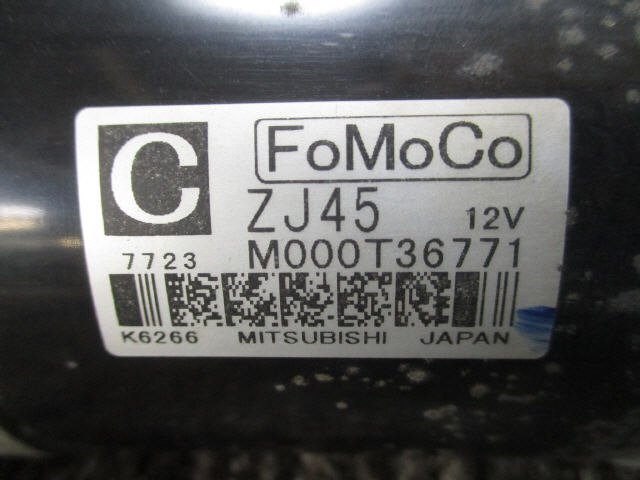 C FoMoCo
ZJ45 12V
7723 M000T36771
K6266 MITSUBISHI JAPAN